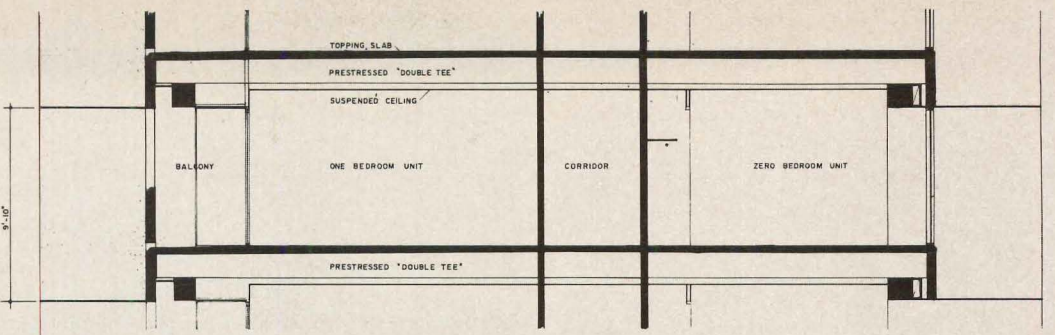 TOPPING SLAB
PRESTRESSED "DOUBLE TEE"
SUSPENDED CEILING
BALCONY
ONE BEDROOM UNIT
CORRIDOR
ZERO BEDROOM UNIT
9'-10"
PRESTRESSED "DOUBLE TEE"